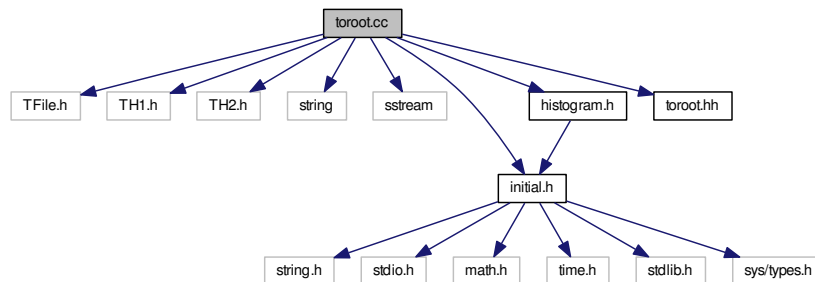 toroot.cc
TFile.h
TH1.h
TH2.h
string
sstream
histogram.h
toroot.hh
initial.h
string.h
stdio.h
math.h
time.h
stdlib.h
sys/types.h